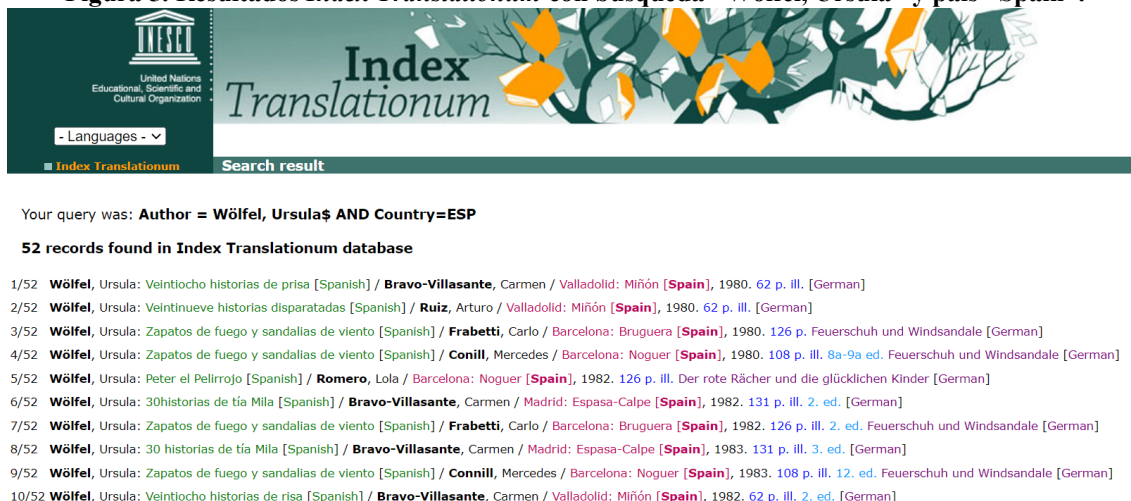 Figura 3. Resultados Index Translationum con búsqueda "Wölfel, Ursula" y país "Spain".
UNESCO
United Nations
Educational, Scientific and
Cultural Organization
Index
Translationum
- Languages -
Index Translationum
Search result
Your query was: Author = Wölfel, Ursula$ AND Country=ESP
52 records found in Index Translationum database
1/52 Wölfel, Ursula: Veintiocho historias de prisa [Spanish] / Bravo-Villasante, Carmen / Valladolid: Miñón [Spain], 1980. 62 p. ill. [German]
2/52 Wölfel, Ursula: Veintinueve historias disparatadas [Spanish] / Ruiz, Arturo / Valladolid: Miñón [Spain], 1980. 62 p. ill. [German]
3/52 Wölfel, Ursula: Zapatos de fuego y sandalias de viento [Spanish] / Frabetti, Carlo / Barcelona: Bruguera [Spain], 1980. 126 p. Feuerschuh und Windsandale [German]
4/52 Wölfel, Ursula: Zapatos de fuego y sandalias de viento [Spanish] / Conill, Mercedes / Barcelona: Noguer [Spain], 1980. 108 p. ill. 8a-9a ed. Feuerschuh und Windsandale [German]
5/52 Wölfel, Ursula: Peter el Pelirrojo [Spanish] / Romero, Lola / Barcelona: Noguer [Spain], 1982. 126 p. ill. Der rote Rächer und die glücklichen Kinder [German]
6/52 Wölfel, Ursula: 30historias de tía Mila [Spanish] / Bravo-Villasante, Carmen / Madrid: Espasa-Calpe [Spain], 1982. 131 p. ill. 2. ed. [German]
7/52 Wölfel, Ursula: Zapatos de fuego y sandalias de viento [Spanish] / Frabetti, Carlo / Barcelona: Bruguera [Spain], 1982. 126 p. ill. 2. ed. Feuerschuh und Windsandale [German]
8/52 Wölfel, Ursula: 30 historias de tía Mila [Spanish] / Bravo-Villasante, Carmen / Madrid: Espasa-Calpe [Spain], 1983. 131 p. ill. 3. ed. [German]
9/52 Wölfel, Ursula: Zapatos de fuego y sandalias de viento [Spanish] / Connill, Mercedes / Barcelona: Noguer [Spain], 1983. 108 p. ill. 12. ed. Feuerschuh und Windsandale [German]
10/52 Wölfel, Ursula: Veintiocho historias de risa [Spanish] / Bravo-Villasante, Carmen / Valladolid: Miñón [Spain], 1982. 62 p. ill. 2. ed. [German]